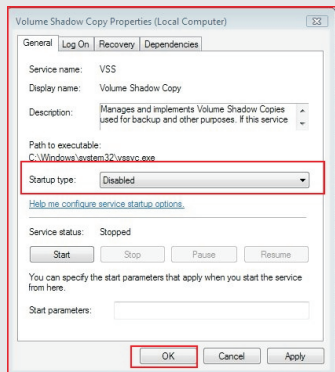 Volume Shadow Copy Properties (Local Computer)
General Log On Recovery Dependencies
Service name: VSS
Display name: Volume Shadow Copy
Description: Manages and implements Volume Shadow Copies
used for backup and other purposes. If this service
Path to executable:
C:\Windows\system32\vssvc.exe
Startup type: Disabled
Help me configure service startup options.
Service status: Stopped
Start Stop Pause Resume
You can specify the start parameters that apply when you start the service
from here.
Start parameters:
OK Cancel Apply